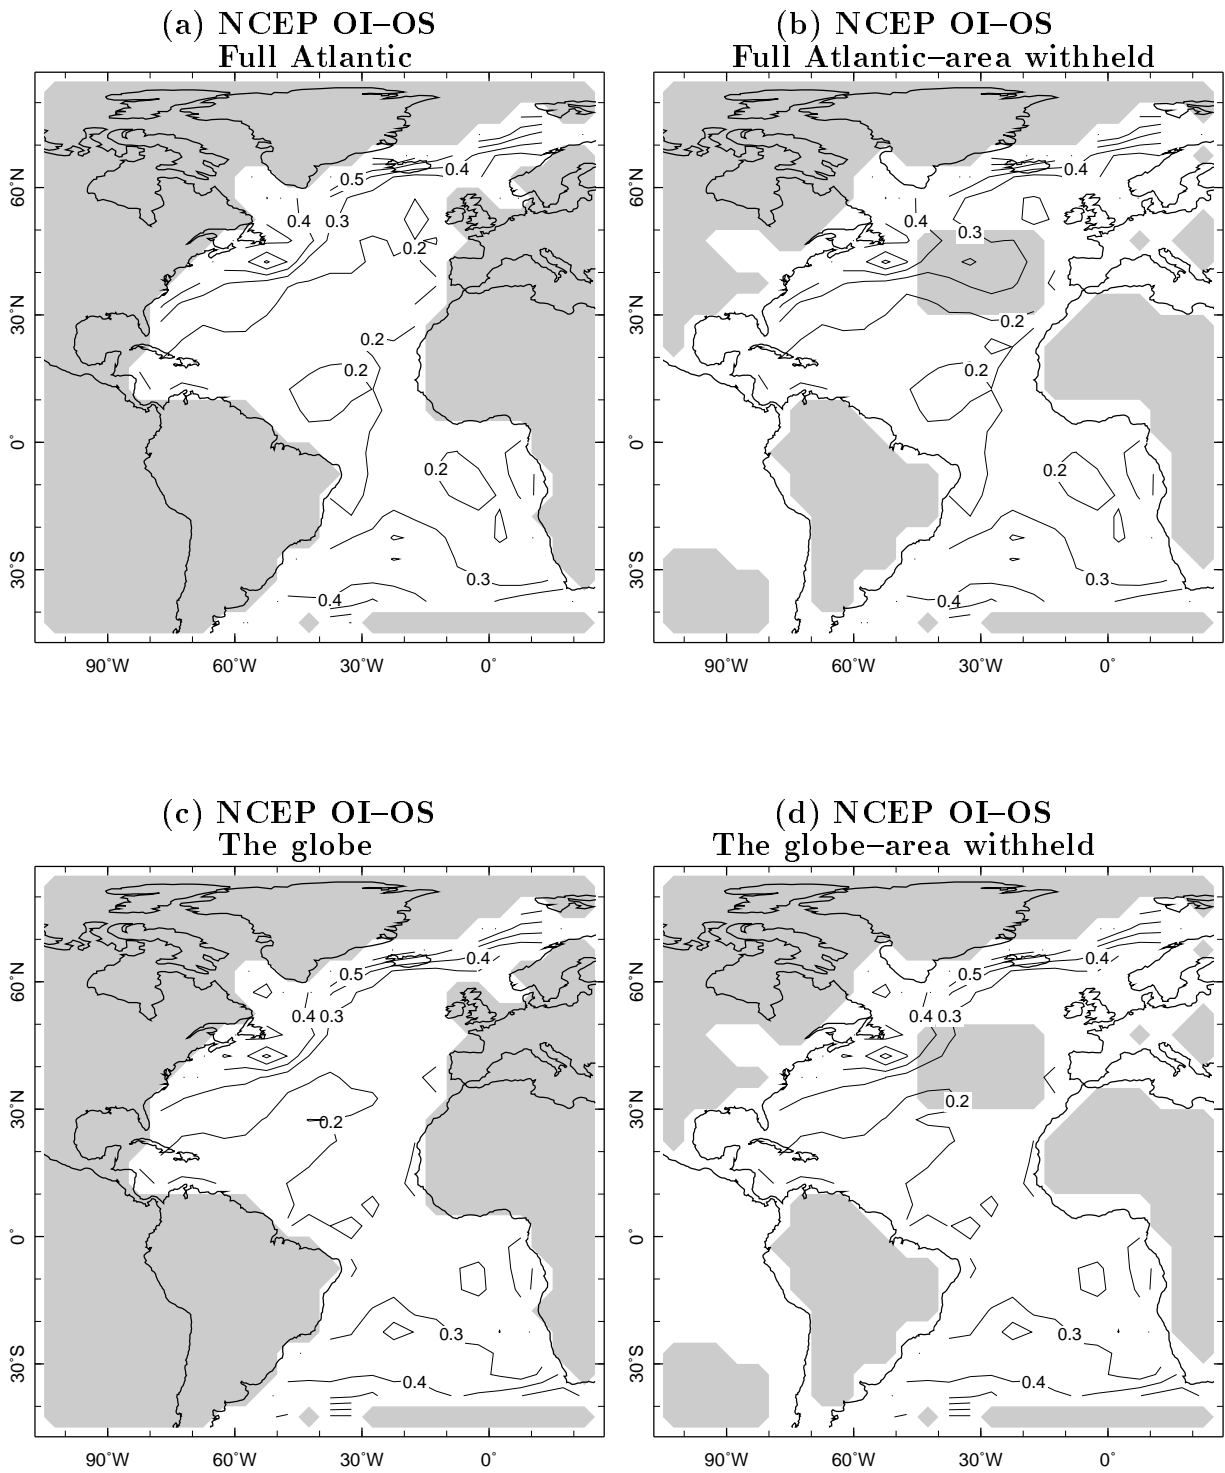 (a) NCEP OI–OS
Full Atlantic
(b) NCEP OI–OS
Full Atlantic–area withheld
60˚N
30˚N
0˚
30˚S
90˚W
60˚W
30˚W
0˚
0.5
0.4
0.4
0.3
0.2
0.2
0.2
0.2
0.3
0.4
60˚N
30˚N
0˚
30˚S
90˚W
60˚W
30˚W
0˚
0.4
0.4
0.3
0.2
0.2
0.2
0.3
0.4
(c) NCEP OI–OS
The globe
(d) NCEP OI–OS
The globe–area withheld
60˚N
30˚N
0˚
30˚S
90˚W
60˚W
30˚W
0˚
0.4
0.5
0.4
0.3
0.2
0.3
0.4
60˚N
30˚N
0˚
30˚S
90˚W
60˚W
30˚W
0˚
0.4
0.5
0.4
0.3
0.2
0.3
0.4